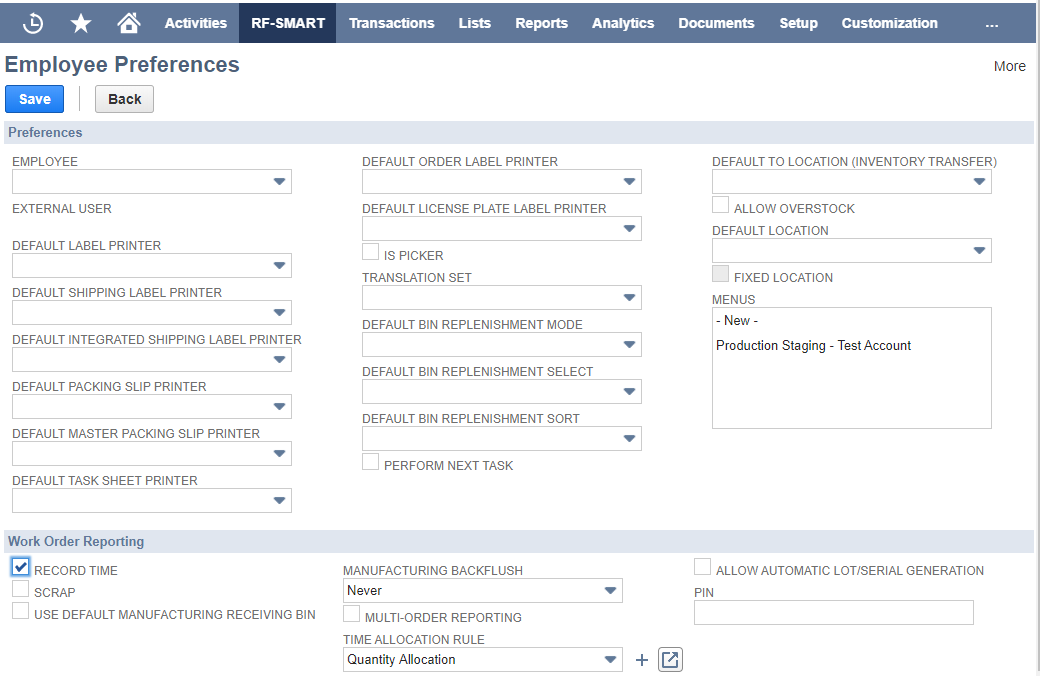 Activities RF-SMART Transactions Lists Reports Analytics Documents Setup Customization ...
Employee Preferences
More
Save Back
Preferences
EMPLOYEE
EXTERNAL USER
DEFAULT LABEL PRINTER
DEFAULT SHIPPING LABEL PRINTER
DEFAULT INTEGRATED SHIPPING LABEL PRINTER
DEFAULT PACKING SLIP PRINTER
DEFAULT MASTER PACKING SLIP PRINTER
DEFAULT TASK SHEET PRINTER
DEFAULT ORDER LABEL PRINTER
DEFAULT LICENSE PLATE LABEL PRINTER
IS PICKER
TRANSLATION SET
DEFAULT BIN REPLENISHMENT MODE
DEFAULT BIN REPLENISHMENT SELECT
DEFAULT BIN REPLENISHMENT SORT
PERFORM NEXT TASK
DEFAULT TO LOCATION (INVENTORY TRANSFER)
ALLOW OVERSTOCK
DEFAULT LOCATION
FIXED LOCATION
MENUS
- New -
Production Staging - Test Account
Work Order Reporting
RECORD TIME
SCRAP
USE DEFAULT MANUFACTURING RECEIVING BIN
MANUFACTURING BACKFLUSH
Never
MULTI-ORDER REPORTING
TIME ALLOCATION RULE
Quantity Allocation
ALLOW AUTOMATIC LOT/SERIAL GENERATION
PIN